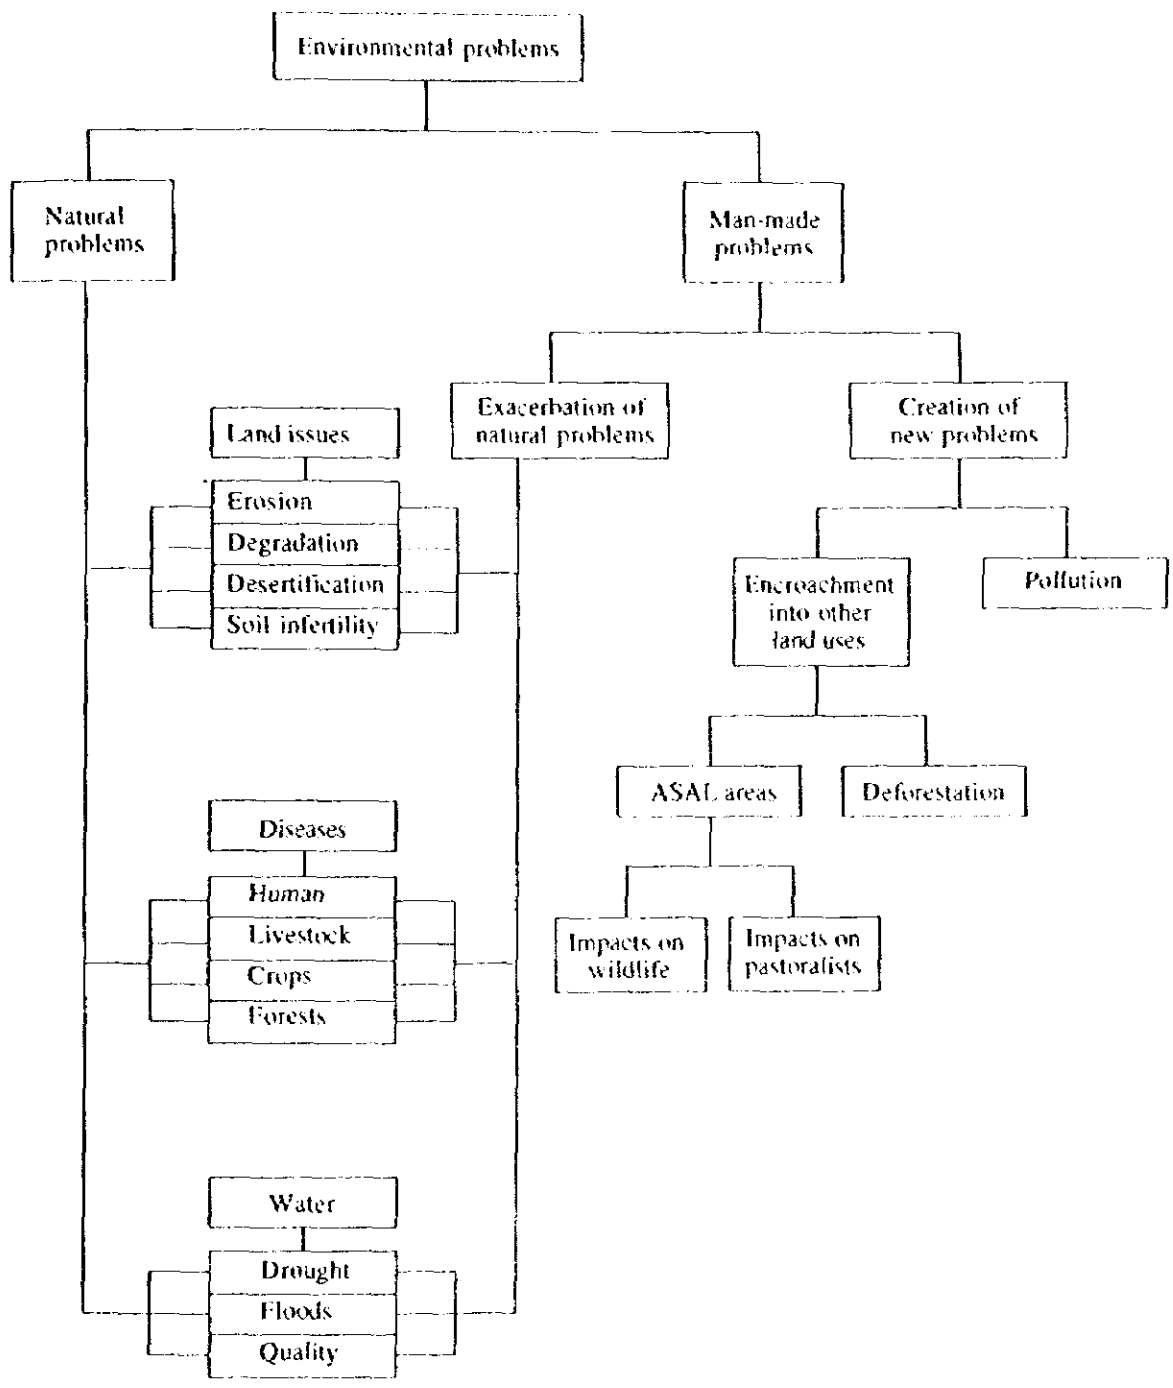 Environmental problems
Natural
problems
Man-made
problems
Exacerbation of
natural problems
Creation of
new problems
Land issues
Erosion
Degradation
Desertification
Soil infertility
Encroachment
into other
land uses
Pollution
ASAL areas
Deforestation
Diseases
Human
Livestock
Crops
Forests
Impacts on
wildlife
Impacts on
pastoralists
Water
Drought
Floods
Quality